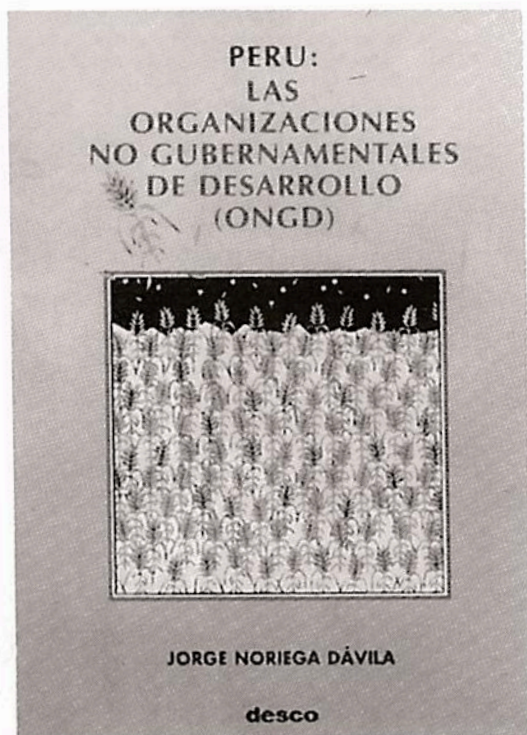 PERU:
LAS
ORGANIZACIONES
NO GUBERNAMENTALES
DE DESARROLLO
(ONGD)
JORGE NORIEGA DÁVILA
desco